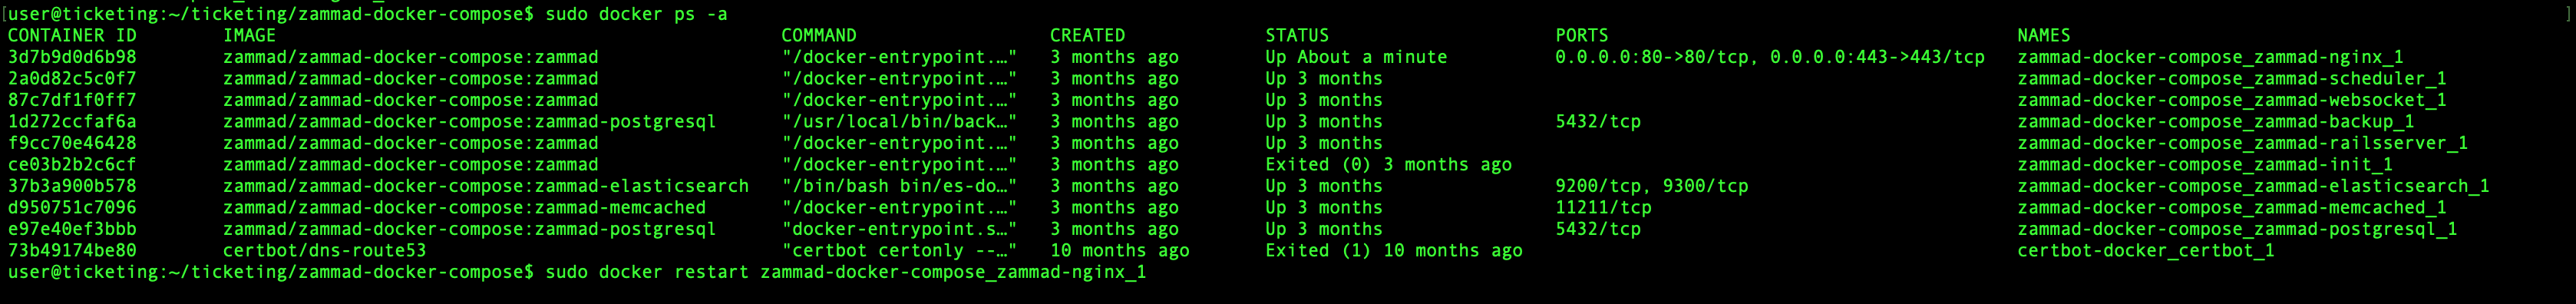 [user@ticketing:~/ticketing/zammad-docker-compose$ sudo docker ps -a ]
CONTAINER ID IMAGE COMMAND CREATED STATUS PORTS NAMES
3d7b9d0d6b98 zammad/zammad-docker-compose:zammad "/docker-entrypoint.…" 3 months ago Up About a minute 0.0.0.0:80->80/tcp, 0.0.0.0:443->443/tcp zammad-docker-compose_zammad-nginx_1
2a0d82c5c0f7 zammad/zammad-docker-compose:zammad "/docker-entrypoint.…" 3 months ago Up 3 months zammad-docker-compose_zammad-scheduler_1
87c7df1f0ff7 zammad/zammad-docker-compose:zammad "/docker-entrypoint.…" 3 months ago Up 3 months zammad-docker-compose_zammad-websocket_1
1d272ccfaf6a zammad/zammad-docker-compose:zammad-postgresql "/usr/local/bin/back…" 3 months ago Up 3 months 5432/tcp zammad-docker-compose_zammad-backup_1
f9cc70e46428 zammad/zammad-docker-compose:zammad "/docker-entrypoint.…" 3 months ago Up 3 months zammad-docker-compose_zammad-railsserver_1
ce03b2b2c6cf zammad/zammad-docker-compose:zammad "/docker-entrypoint.…" 3 months ago Exited (0) 3 months ago zammad-docker-compose_zammad-init_1
37b3a900b578 zammad/zammad-docker-compose:zammad-elasticsearch "/bin/bash bin/es-do…" 3 months ago Up 3 months 9200/tcp, 9300/tcp zammad-docker-compose_zammad-elasticsearch_1
d950751c7096 zammad/zammad-docker-compose:zammad-memcached "/docker-entrypoint.…" 3 months ago Up 3 months 11211/tcp zammad-docker-compose_zammad-memcached_1
e97e40ef3bbb zammad/zammad-docker-compose:zammad-postgresql "docker-entrypoint.s…" 3 months ago Up 3 months 5432/tcp zammad-docker-compose_zammad-postgresql_1
73b49174be80 certbot/dns-route53 "certbot certonly --…" 10 months ago Exited (1) 10 months ago certbot-docker_certbot_1
user@ticketing:~/ticketing/zammad-docker-compose$ sudo docker restart zammad-docker-compose_zammad-nginx_1